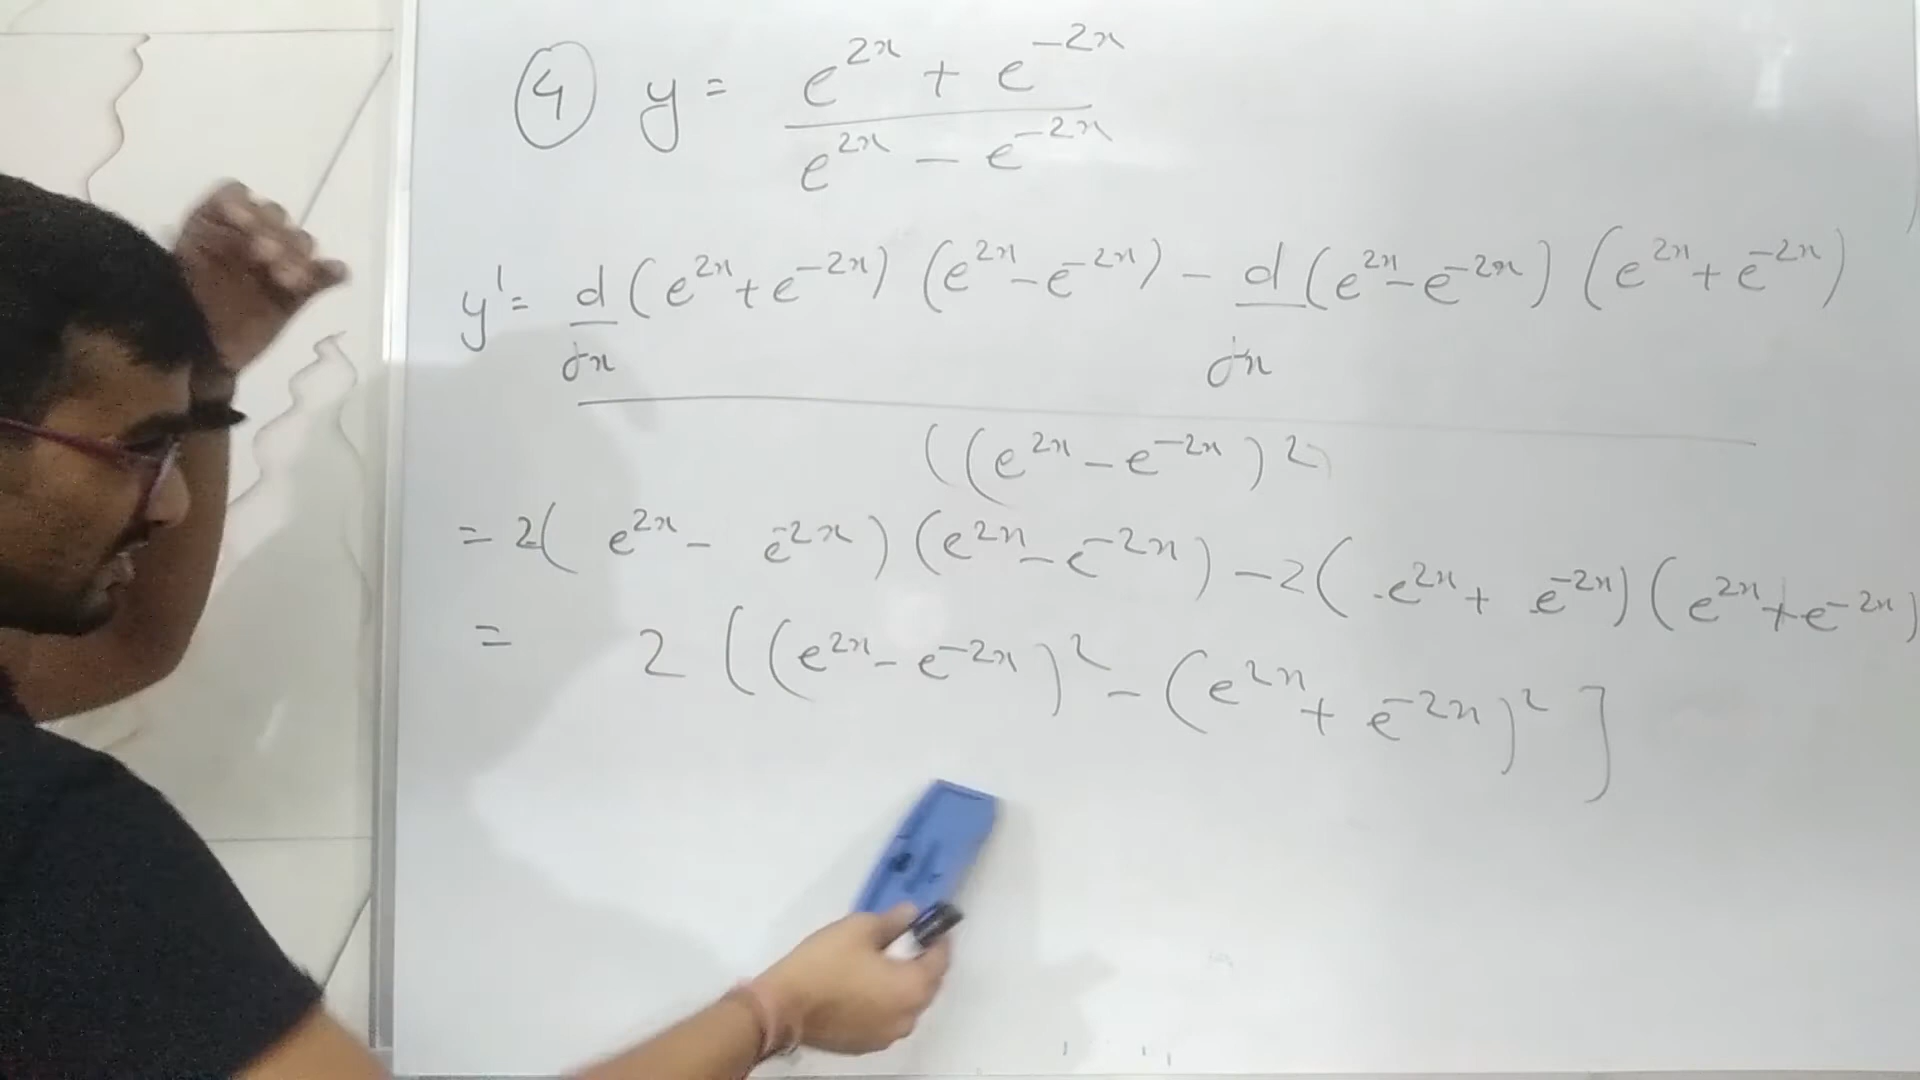 ④ y = (e^{2x} + e^{-2x}) / (e^{2x} - e^{-2x})
y' = d/dx (e^{2x} + e^{-2x}) (e^{2x} - e^{-2x}) - d/dx (e^{2x} - e^{-2x}) (e^{2x} + e^{-2x})
((e^{2x} - e^{-2x})^2
= 2( e^{2x} - e^{-2x}) (e^{2x} - e^{-2x}) - 2( e^{2x} + e^{-2x}) (e^{2x} + e^{-2x})
= 2 ((e^{2x} - e^{-2x})^2 - (e^{2x} + e^{-2x})^2 ]